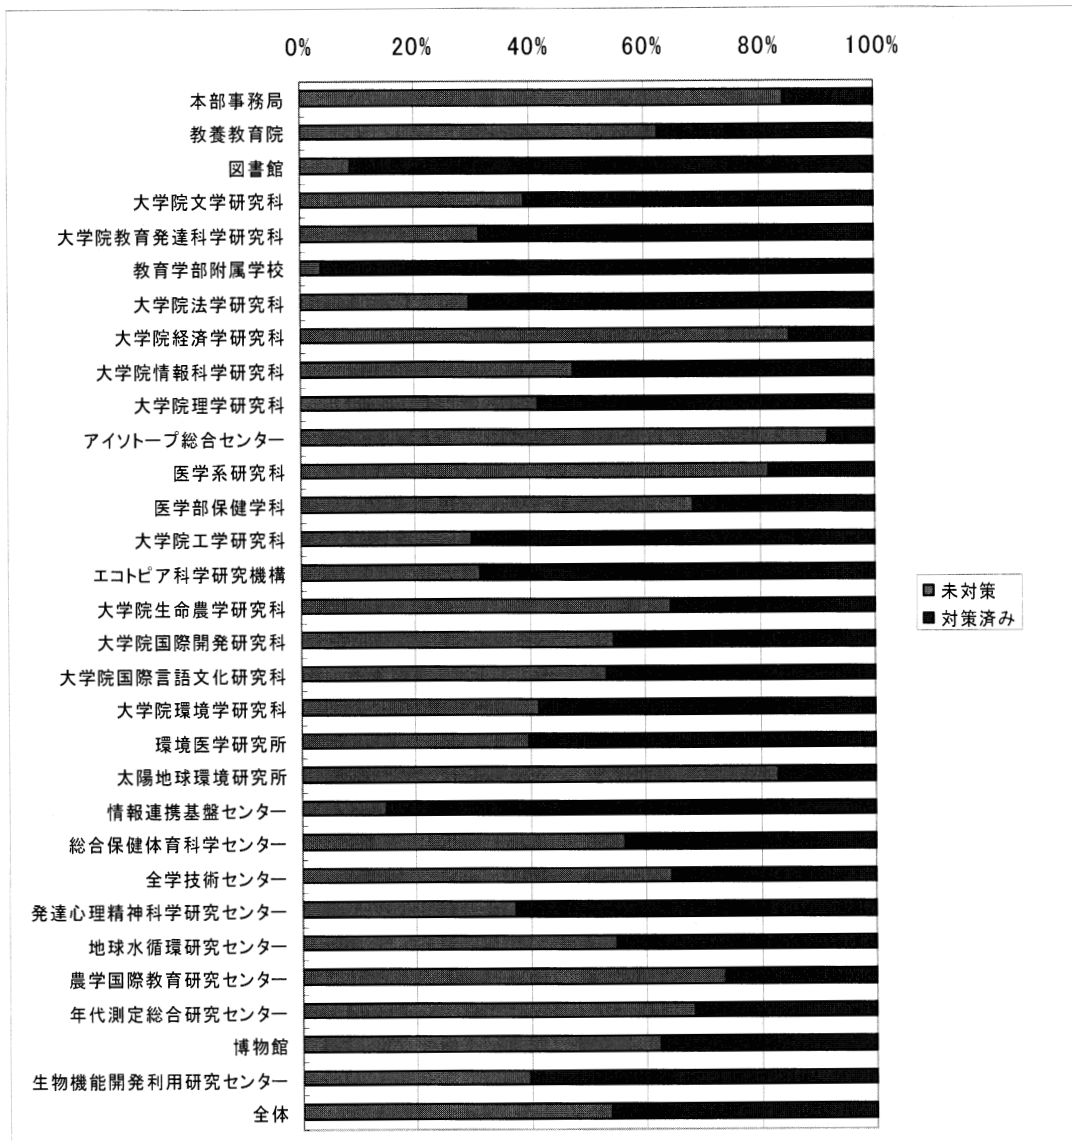 0% 20% 40% 60% 80% 100%
本部事務局
教養教育院
図書館
大学院文学研究科
大学院教育発達科学研究科
教育学部附属学校
大学院法学研究科
大学院経済学研究科
大学院情報科学研究科
大学院理学研究科
アイソトープ総合センター
医学系研究科
医学部保健学科
大学院工学研究科
エコトピア科学研究機構
大学院生命農学研究科
大学院国際開発研究科
大学院国際言語文化研究科
大学院環境学研究科
環境医学研究所
太陽地球環境研究所
情報連携基盤センター
総合保健体育科学センター
全学技術センター
発達心理精神科学研究センター
地球水循環研究センター
農学国際教育研究センター
年代測定総合研究センター
博物館
生物機能開発利用研究センター
全体
未対策
対策済み